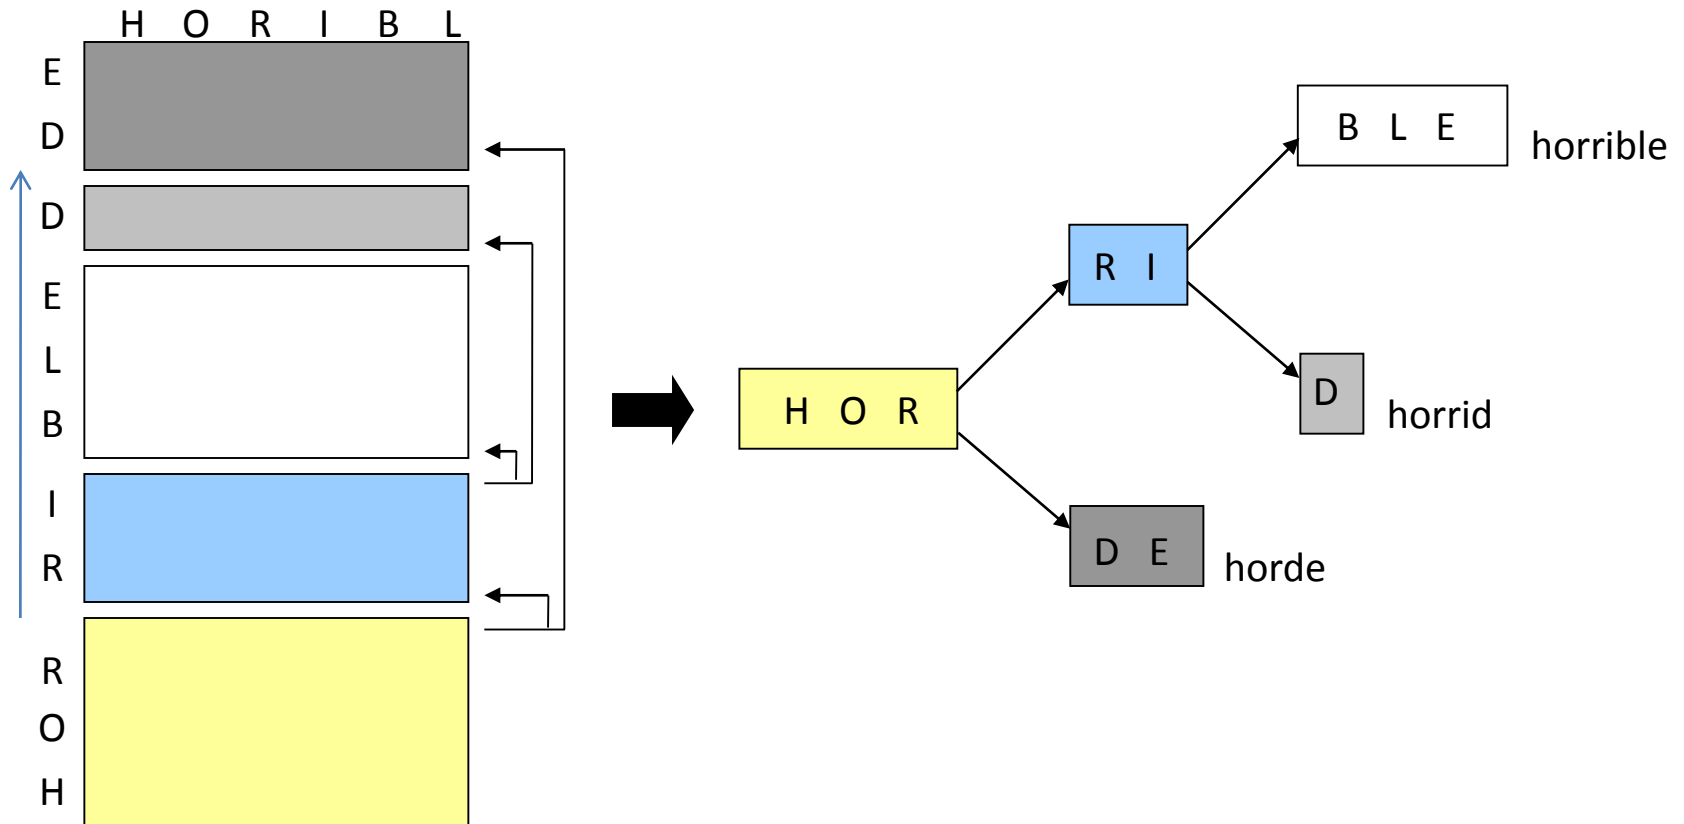 H O R I B L
E
D
D
E
L
B
I
R
R
O
H
B L E
horrible
R I
D
horrid
H O R
D E
horde